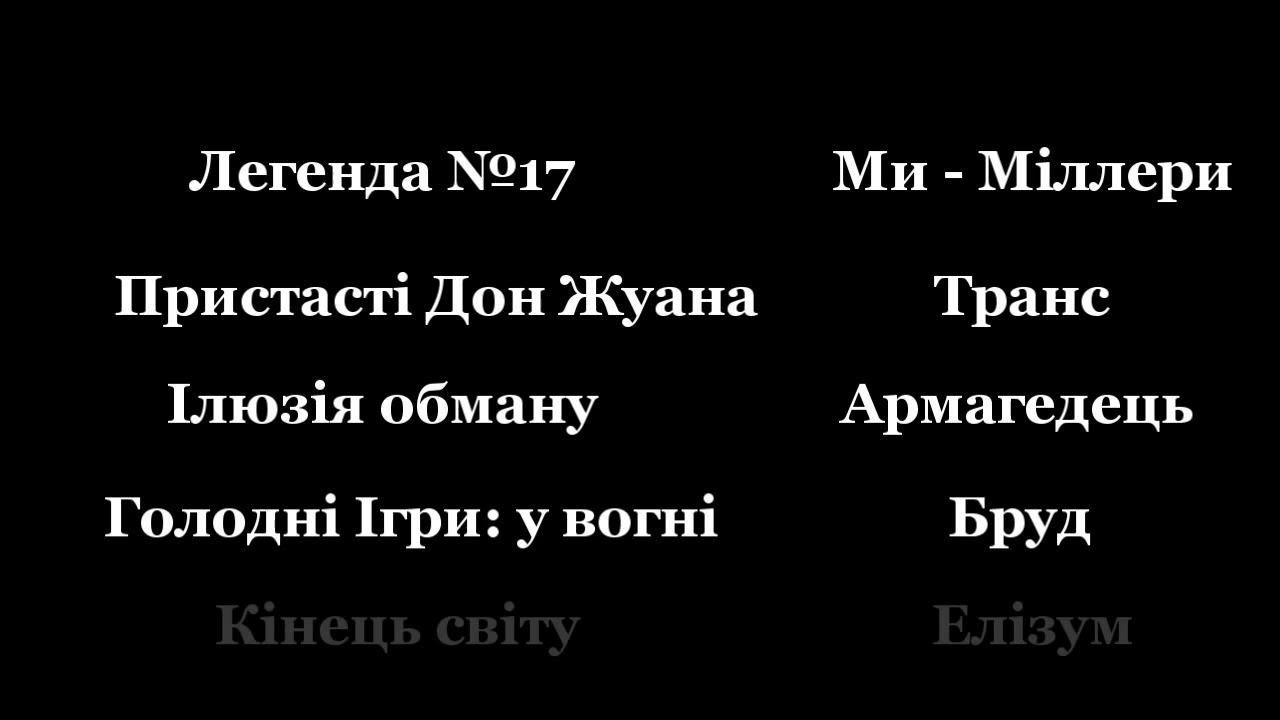 Легенда №17
Ми - Міллери
Пристасті Дон Жуана
Транс
Ілюзія обману
Армагедець
Голодні Ігри: у вогні
Бруд
Кінець світу
Елізум